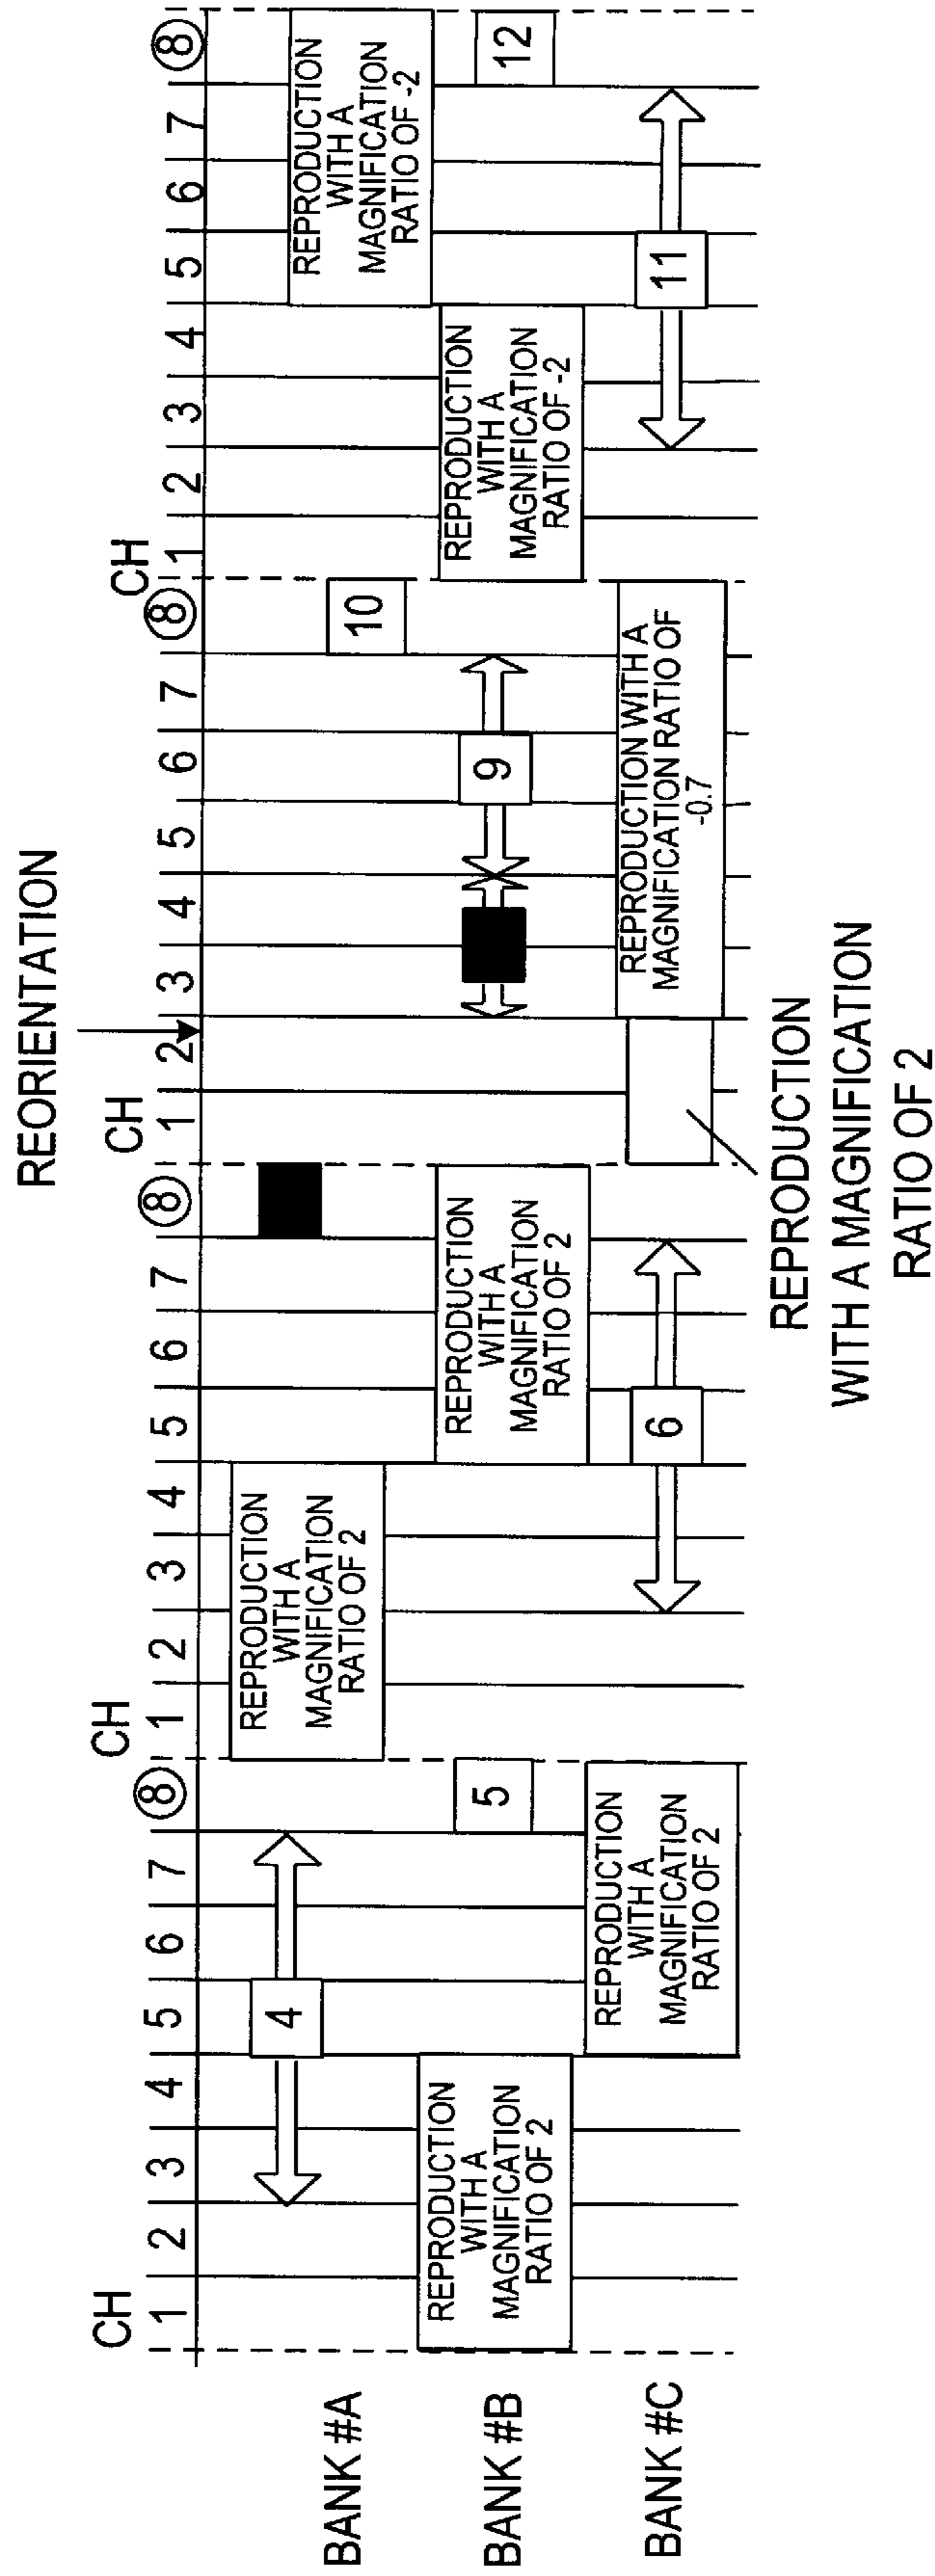 REORIENTATION
CH CH CH CH
1 2 3 4 5 6 7 8 1 2 3 4 5 6 7 8 1 2 3 4 5 6 7 8 1 2 3 4 5 6 7 8
BANK #A
4
REPRODUCTION
WITH A
MAGNIFICATION
RATIO OF 2
10
REPRODUCTION
WITH A
MAGNIFICATION
RATIO OF -2
BANK #B
REPRODUCTION
WITH A
MAGNIFICATION
RATIO OF 2
5
REPRODUCTION
WITH A
MAGNIFICATION
RATIO OF 2
9
REPRODUCTION
WITH A
MAGNIFICATION
RATIO OF -2
12
BANK #C
REPRODUCTION
WITH A
MAGNIFICATION
RATIO OF 2
6
REPRODUCTION WITH A
MAGNIFICATION RATIO OF
-0.7
11
REPRODUCTION
WITH A MAGNIFICATION
RATIO OF 2